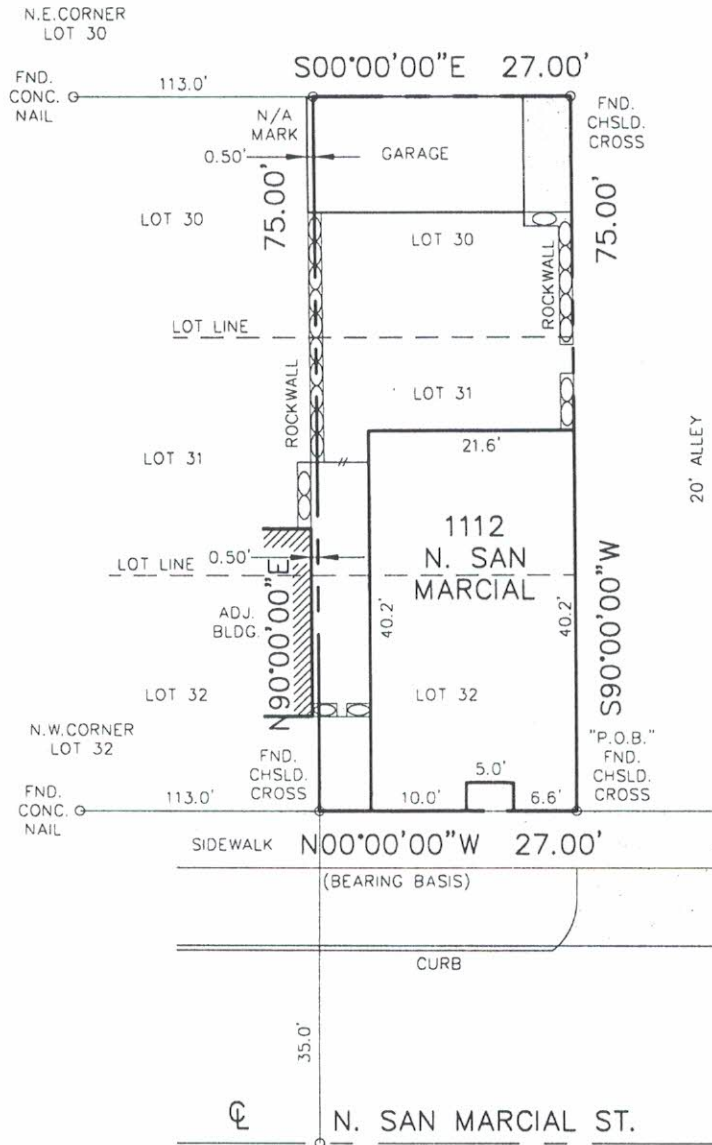 N.E.CORNER
LOT 30
FND.
CONC.
NAIL
113.0'
S00°00'00"E 27.00'
FND.
CHSLD.
CROSS
N/A
MARK
0.50'
GARAGE
75.00'
75.00'
LOT 30
LOT 30
ROCKWALL
LOT LINE
ROCKWALL
LOT 31
21.6'
LOT 31
20' ALLEY
1112
N. SAN
MARCIAL
LOT LINE
0.50'
N90°00'00"E
ADJ.
BLDG.
40.2'
40.2'
S90°00'00"W
LOT 32
LOT 32
N.W.CORNER
LOT 32
"P.O.B."
FND.
CHSLD.
CROSS
FND.
CHSLD.
CROSS
5.0'
FND.
CONC.
NAIL
113.0'
10.0'
6.6'
SIDEWALK
N00°00'00"W 27.00'
(BEARING BASIS)
CURB
35.0'
℄ N. SAN MARCIAL ST.